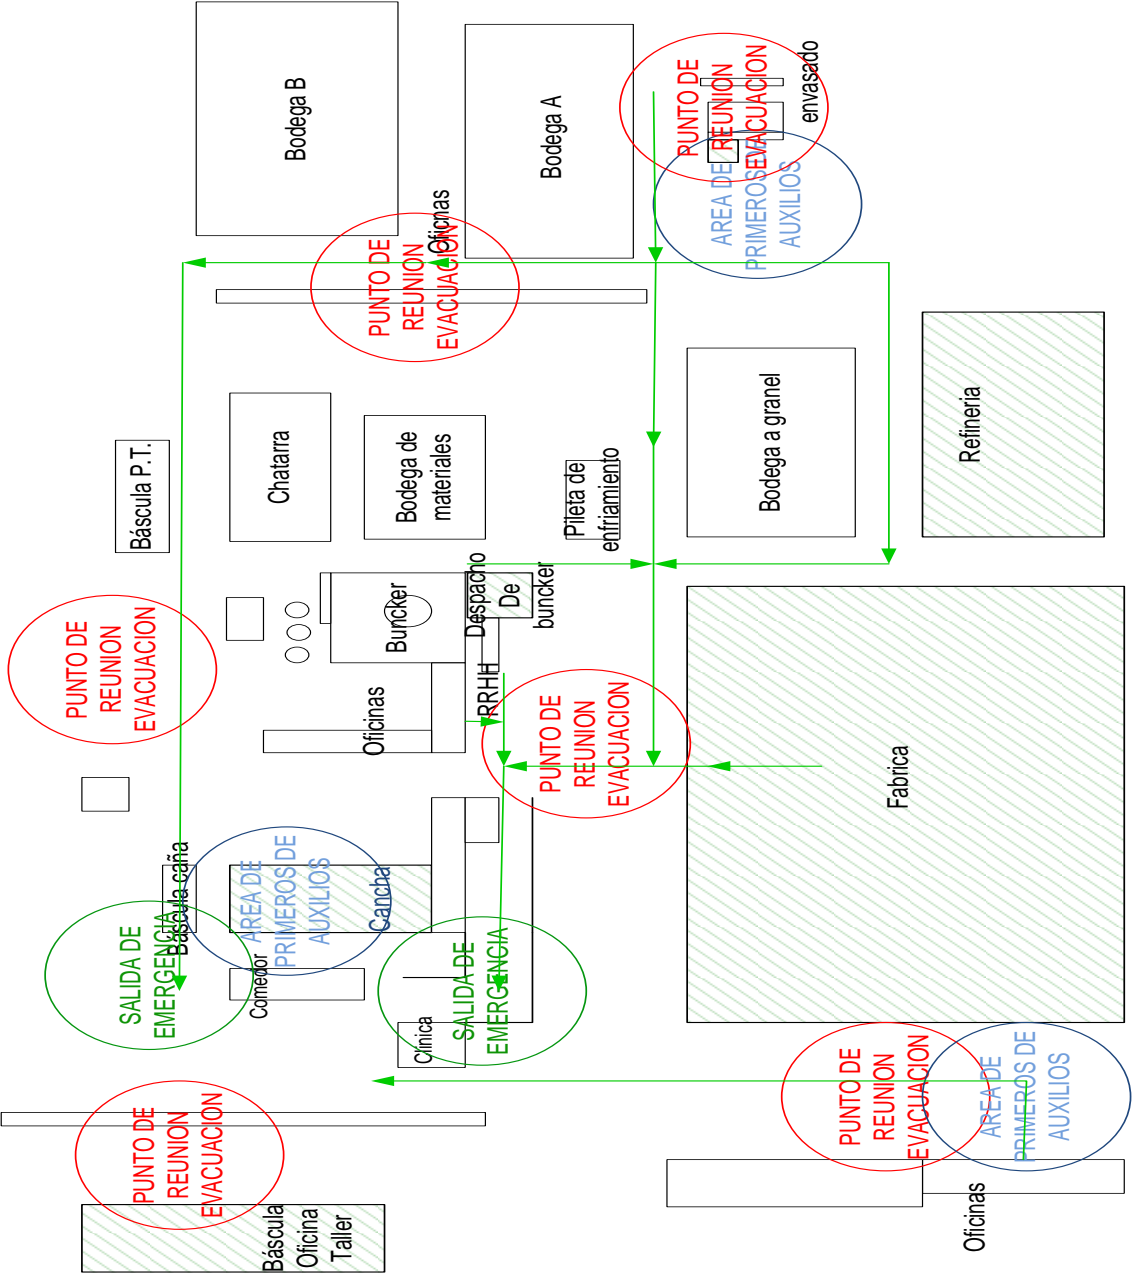 Bodega B
Bodega A
envasado
PUNTO DE
REUNION
EVACUACION
AREA DE
PRIMEROS DE
AUXILIOS
Oficnas
PUNTO DE
REUNION
EVACUACION
Báscula P.T.
Chatarra
Bodega de
materiales
Pileta de
enfriamiento
Bodega a granel
Refineria
PUNTO DE
REUNION
EVACUACION
Buncker
Despacho
De
buncker
Oficinas
RRHH
PUNTO DE
REUNION
EVACUACION
Fabrica
Báscula caña
AREA DE
PRIMEROS DE
AUXILIOS
Cancha
SALIDA DE
EMERGENCIA
Comedor
SALIDA DE
EMERGENCIA
Clinica
PUNTO DE
REUNION
EVACUACION
AREA DE
PRIMEROS DE
AUXILIOS
PUNTO DE
REUNION
EVACUACION
Báscula
Oficina
Taller
Oficinas